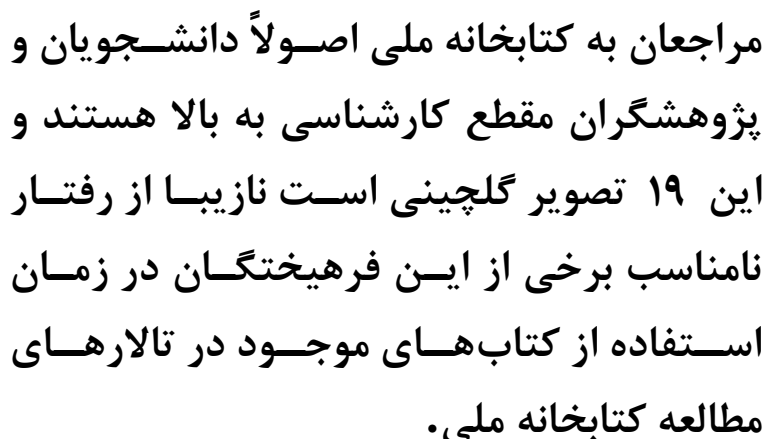 مراجعان به کتابخانه ملی اصولاً دانشجویان و
پژوهشگران مقطع کارشناسی به بالا هستند و
این ۱۹ تصویر گلچینی است نازیبا از رفتار
نامناسب برخی از این فرهیختگان در زمان
استفاده از کتاب‌های موجود در تالارهای
مطالعه کتابخانه ملی.